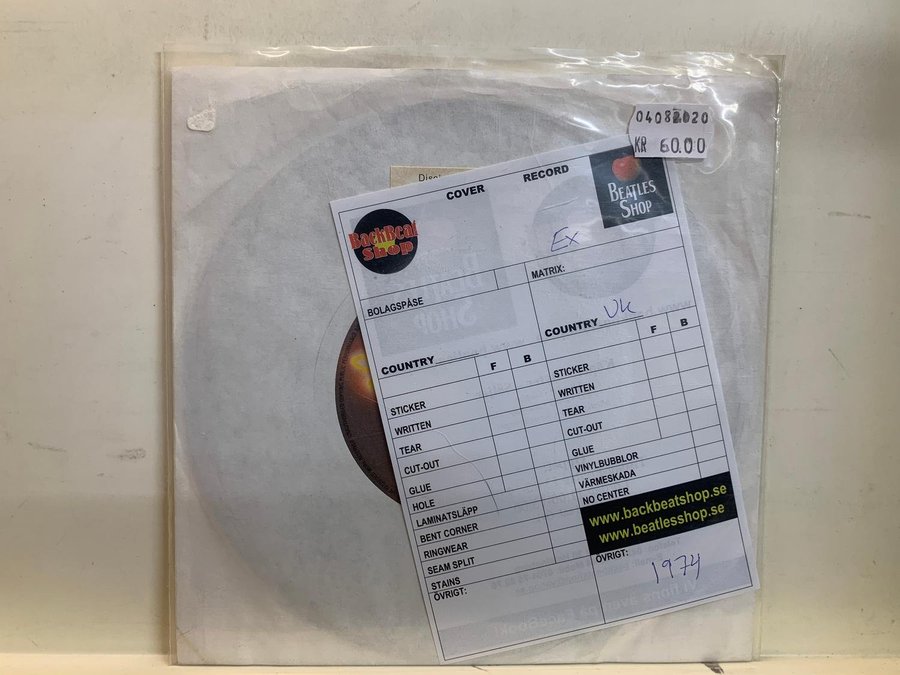 04082020
KR 60.00
COVER
RECORD
BackBeat
Shop
BEATLES
SHOP
Ex
BOLAGSPÅSE
MATRIX:
COUNTRY
F B
STICKER
WRITTEN
TEAR
CUT-OUT
GLUE
HOLE
LAMINATSLÄPP
BENT CORNER
RINGWEAR
SEAM SPLIT
STAINS
ÖVRIGT:
COUNTRY UK
F B
STICKER
WRITTEN
TEAR
CUT-OUT
GLUE
VINYLBUBBLOR
VÄRMESKADA
NO CENTER
www.backbeatshop.se
www.beatlesshop.se
ÖVRIGT:
1974